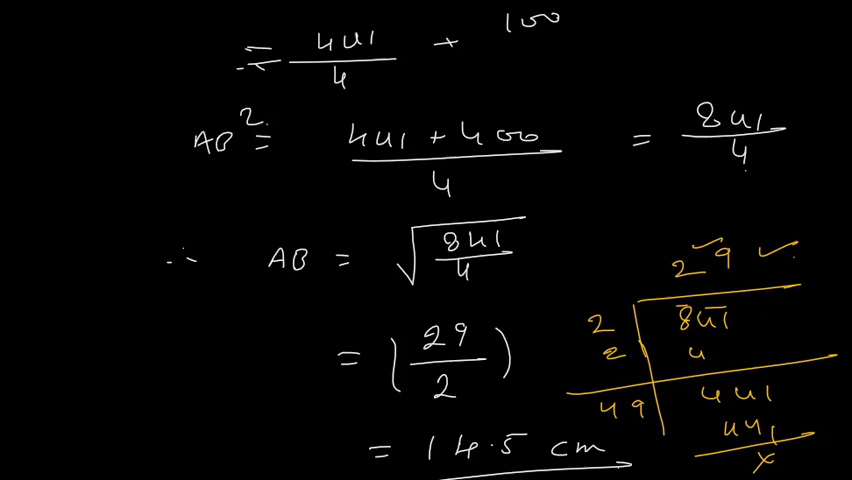 = 441/4 + 100
AB² = (441 + 400)/4 = 841/4
∴ AB = √(841/4)
= (29/2)
= 14.5 cm
29 ✓
2 | 841
2 | 4
49 | 441
441
x